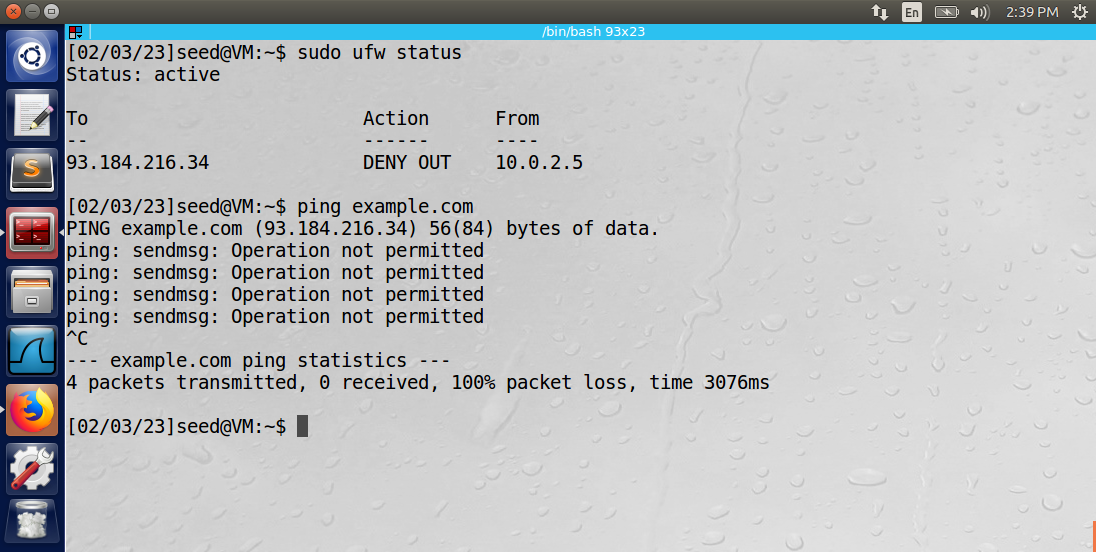 En
2:39 PM
/bin/bash 93x23
[02/03/23]seed@VM:~$ sudo ufw status
Status: active
To                         Action      From
--                         ------      ----
93.184.216.34              DENY OUT    10.0.2.5
[02/03/23]seed@VM:~$ ping example.com
PING example.com (93.184.216.34) 56(84) bytes of data.
ping: sendmsg: Operation not permitted
ping: sendmsg: Operation not permitted
ping: sendmsg: Operation not permitted
ping: sendmsg: Operation not permitted
^C
--- example.com ping statistics ---
4 packets transmitted, 0 received, 100% packet loss, time 3076ms
[02/03/23]seed@VM:~$